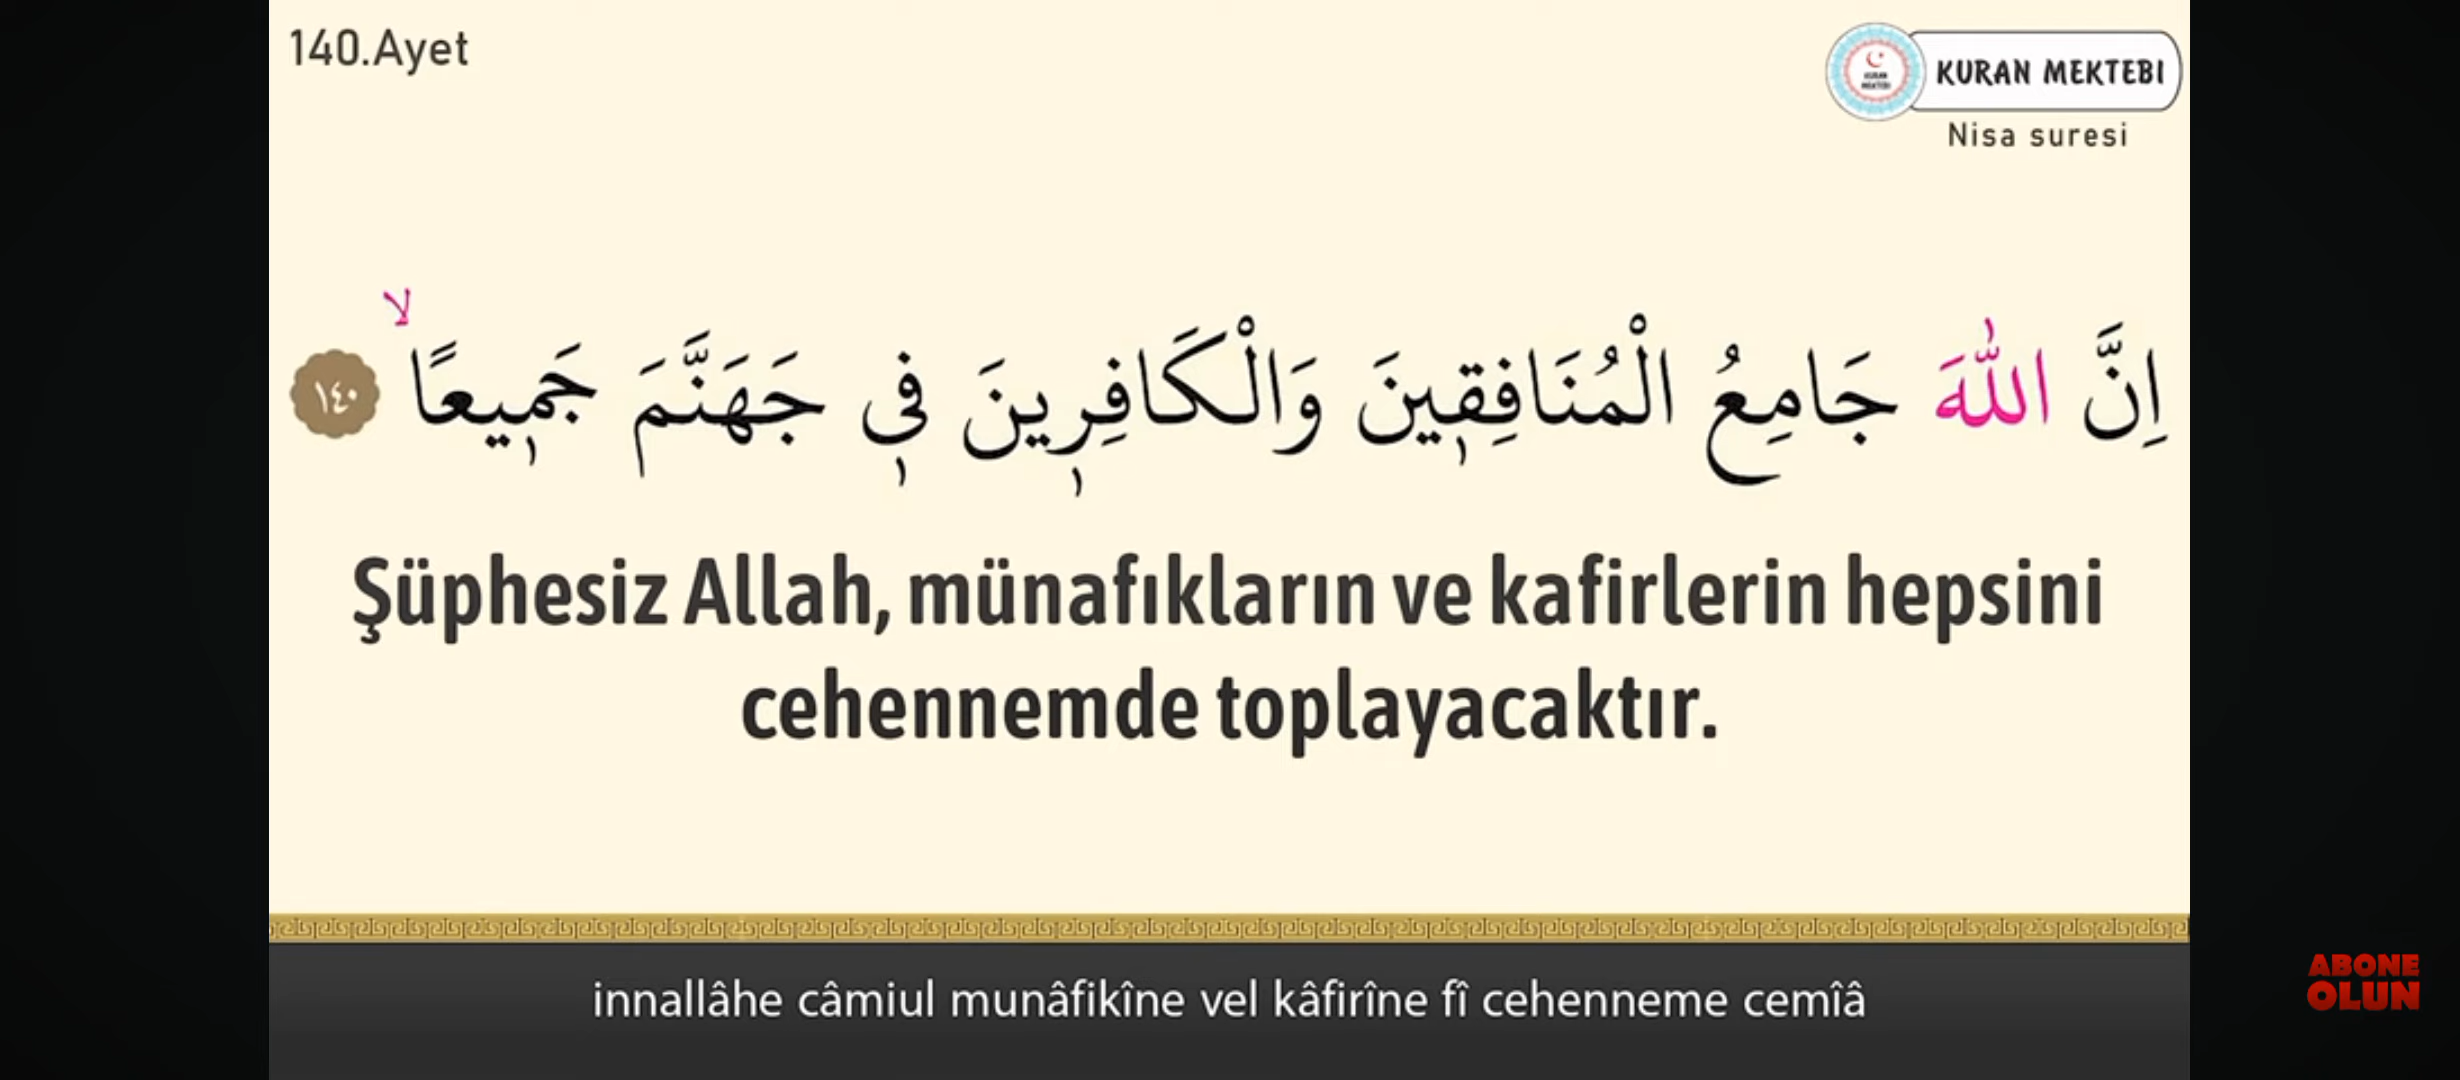 140.Ayet
KURAN MEKTEBI
Nisa suresi
اِنَّ اللّٰهَ جَامِعُ الْمُنَافِقٖينَ وَالْكَافِرٖينَ فٖى جَهَنَّمَ جَمٖيعًاۙ ١٤٠
Şüphesiz Allah, münafıkların ve kafirlerin hepsini
cehennemde toplayacaktır.
innallâhe câmiul munâfikîne vel kâfirîne fî cehenneme cemîâ
ABONE
OLUN